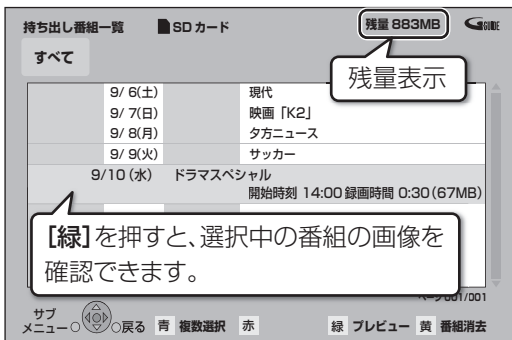 持ち出し番組一覧 SDカード 残量 883MB GGUIDE
すべて
残量表示
9/ 6(土) 現代
9/ 7(日) 映画「K2」
9/ 8(月) 夕方ニュース
9/ 9(火) サッカー
9/10(水) ドラマスペシャル
開始時刻 14:00 録画時間 0:30(67MB)
[緑]を押すと、選択中の番組の画像を
確認できます。
ページ 001/001
サブ
メニュー 戻る 青 複数選択 赤 緑 プレビュー 黄 番組消去